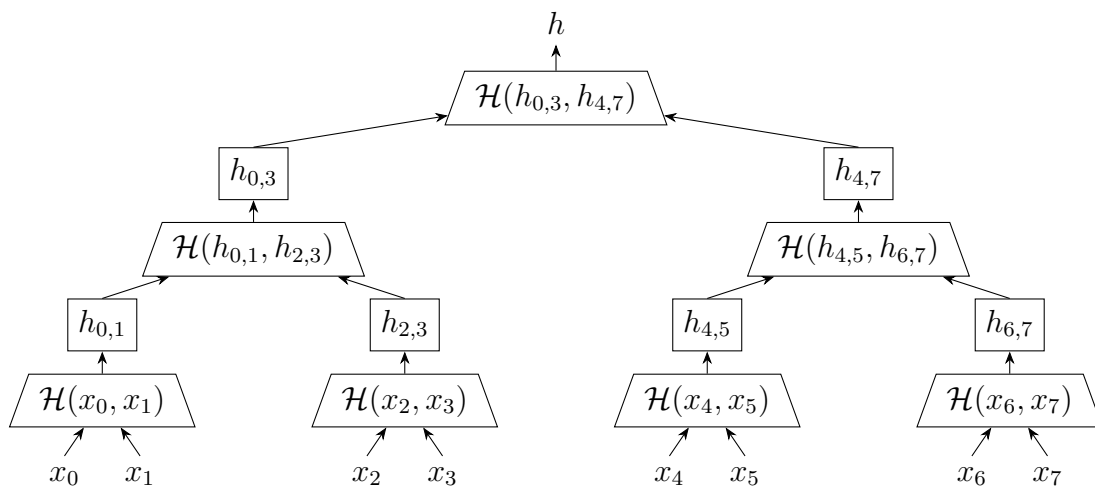 h
ℋ(h₀,₃, h₄,₇)
h₀,₃ h₄,₇
ℋ(h₀,₁, h₂,₃) ℋ(h₄,₅, h₆,₇)
h₀,₁ h₂,₃ h₄,₅ h₆,₇
ℋ(x₀, x₁) ℋ(x₂, x₃) ℋ(x₄, x₅) ℋ(x₆, x₇)
x₀ x₁ x₂ x₃ x₄ x₅ x₆ x₇